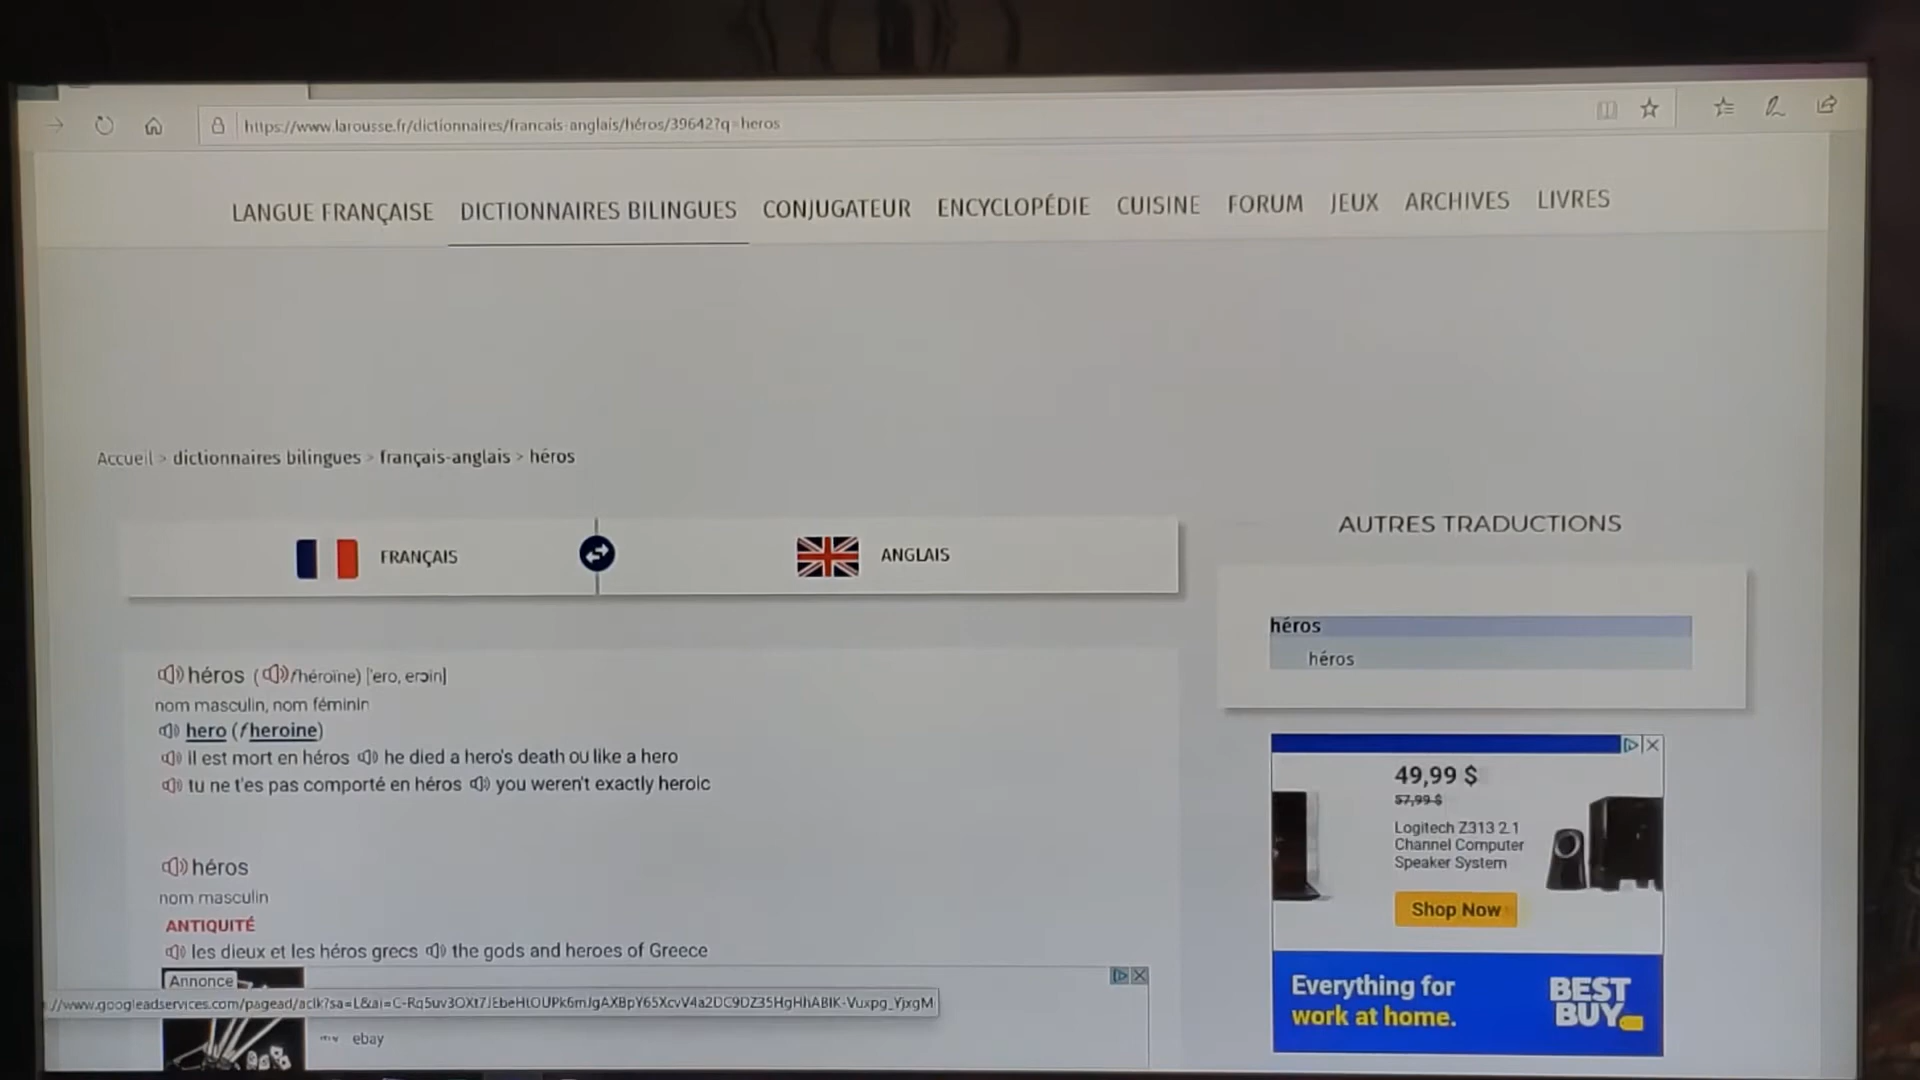 https://www.larousse.fr/dictionnaires/francais-anglais/héros/39642?q=heros
LANGUE FRANÇAISE DICTIONNAIRES BILINGUES CONJUGATEUR ENCYCLOPÉDIE CUISINE FORUM JEUX ARCHIVES LIVRES
Accueil > dictionnaires bilingues > français-anglais > héros
FRANÇAIS
ANGLAIS
héros (f héroïne) ['ero, erɔin]
nom masculin, nom féminin
hero (f heroine)
il est mort en héros he died a hero's death ou like a hero
tu ne t'es pas comporté en héros you weren't exactly heroic
héros
nom masculin
ANTIQUITÉ
les dieux et les héros grecs the gods and heroes of Greece
Annonce
ebay
AUTRES TRADUCTIONS
héros
héros
49,99 $
57,99 $
Logitech Z313 2.1
Channel Computer
Speaker System
Shop Now
Everything for
work at home.
BEST
BUY